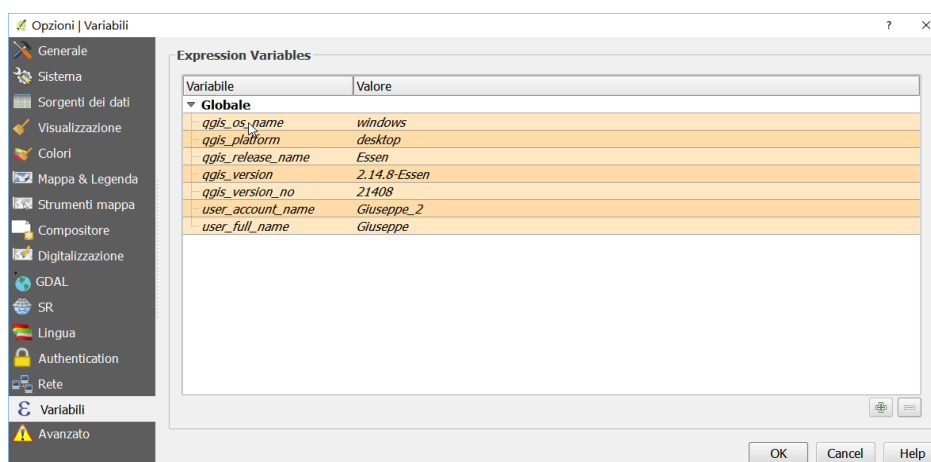 Opzioni | Variabili
? ×
Generale
Sistema
Sorgenti dei dati
Visualizzazione
Colori
Mappa & Legenda
Strumenti mappa
Compositore
Digitalizzazione
GDAL
SR
Lingua
Authentication
Rete
ε Variabili
Avanzato
Expression Variables
Variabile Valore
Globale
qgis_os_name windows
qgis_platform desktop
qgis_release_name Essen
qgis_version 2.14.8-Essen
qgis_version_no 21408
user_account_name Giuseppe_2
user_full_name Giuseppe
OK Cancel Help